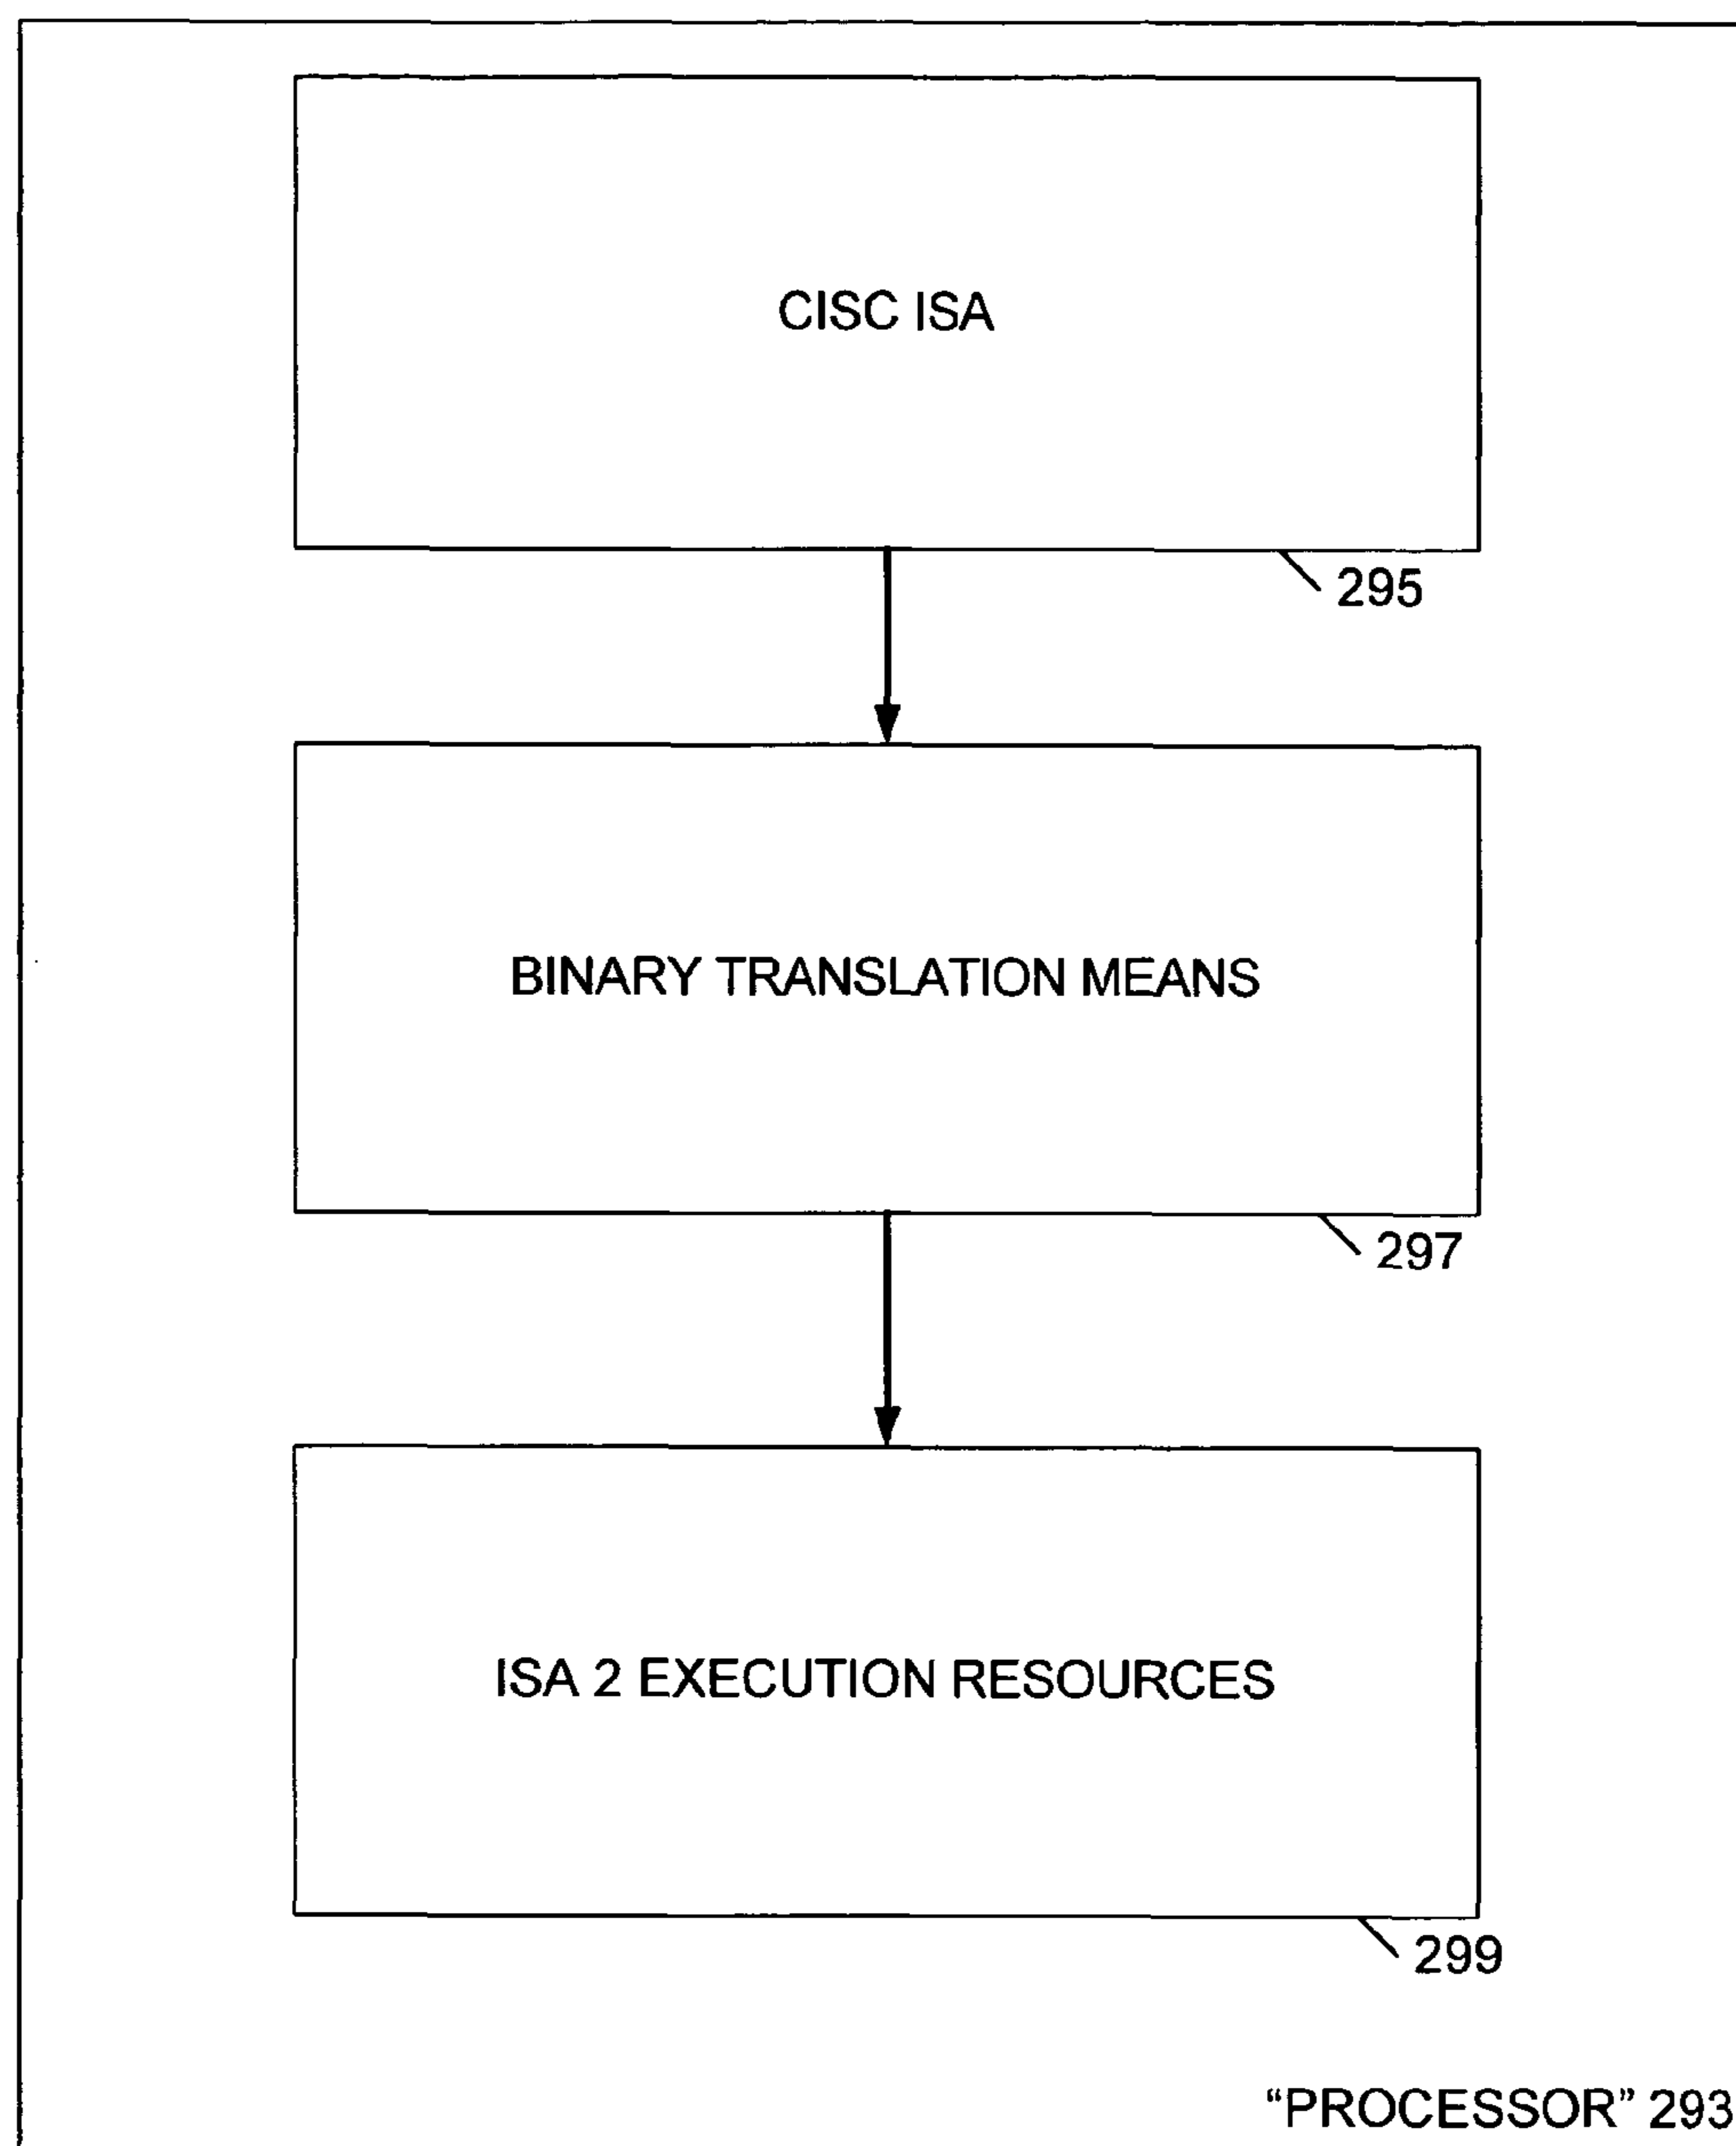 CISC ISA
295
BINARY TRANSLATION MEANS
297
ISA 2 EXECUTION RESOURCES
299
“PROCESSOR” 293